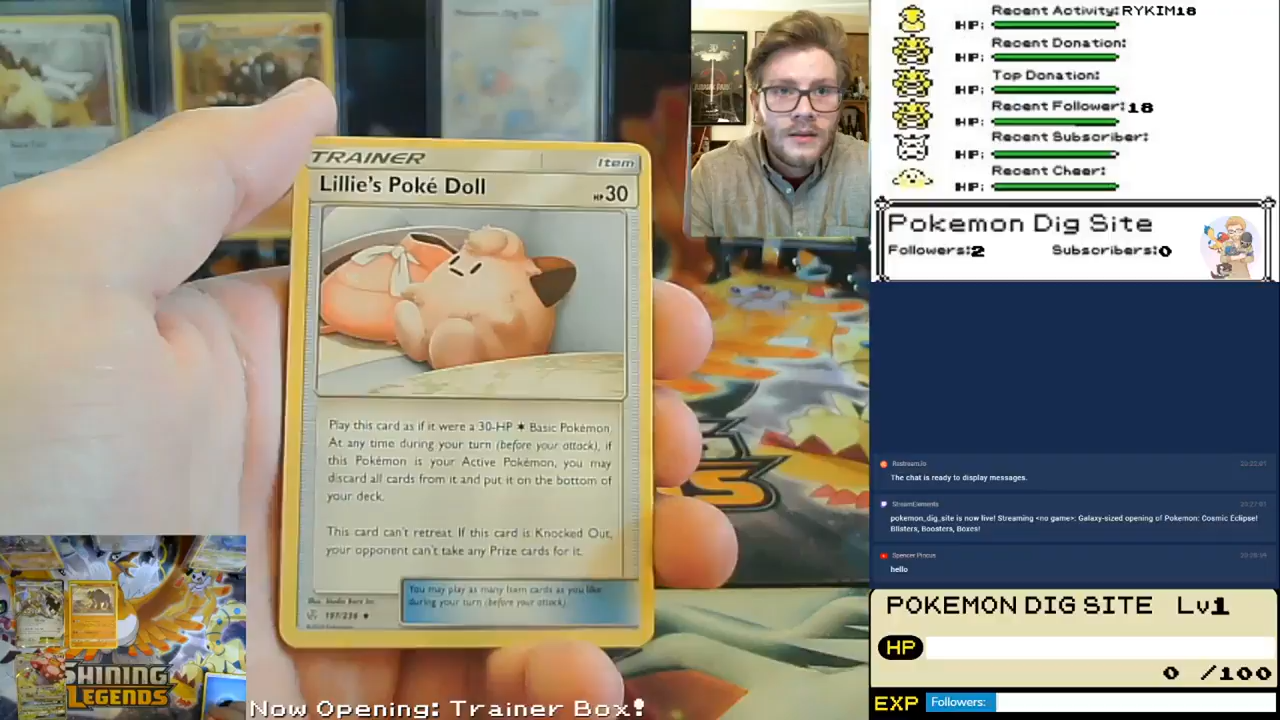 TRAINER
Item
Lillie's Poké Doll
HP 30
Play this card as if it were a 30-HP Basic Pokémon.
At any time during your turn (before your attack), if
this Pokémon is your Active Pokémon, you may
discard all cards from it and put it on the bottom of
your deck.
This card can't retreat. If this card is Knocked Out,
your opponent can't take any Prize cards for it.
You may play as many Item cards as you like
during your turn (before your attack).
197/236
SHINING
LEGENDS
Now Opening: Trainer Box!
Recent Activity: RYKIM18
HP:
Recent Donation:
HP:
Top Donation:
HP:
Recent Follower: 18
HP:
Recent Subscriber:
HP:
Recent Cheer:
HP:
Pokemon Dig Site
Followers:2 Subscribers:0
The chat is ready to display messages.
StreamElements
pokemon_dig_site is now live! Streaming <no game>: Galaxy-sized opening of Pokemon: Cosmic Eclipse!
Blisters, Boosters, Boxes!
Spencer Pincus
hello
POKEMON DIG SITE Lv1
HP
0 /100
EXP Followers: